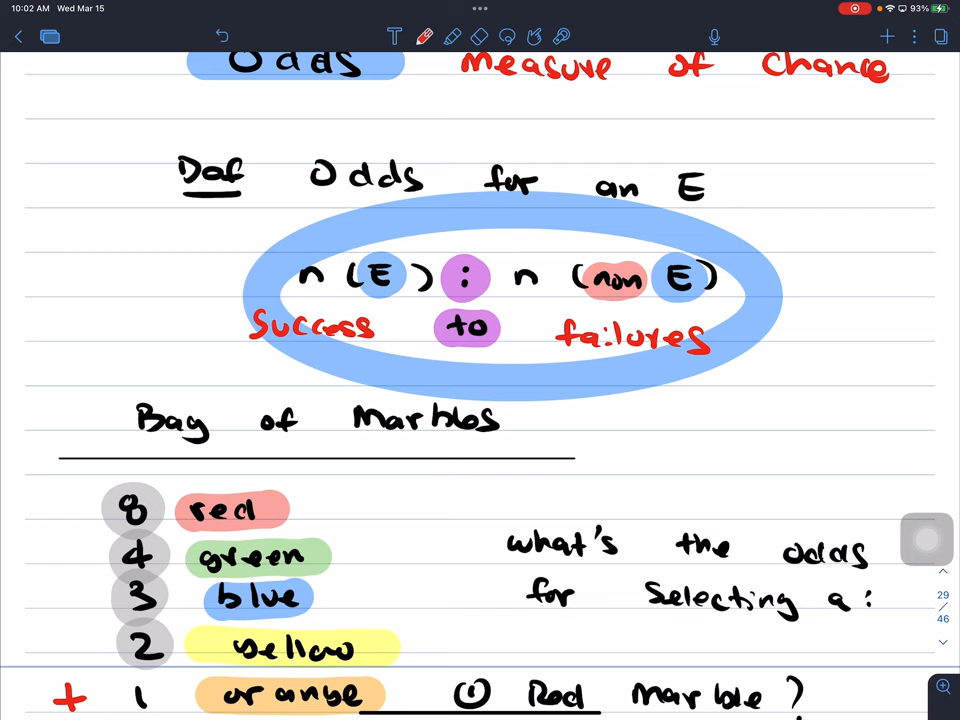 10:02 AM Wed Mar 15
93%
Odds Measure of Chance
Def Odds for an E
n (E) : n (non E)
Success to failures
Bag of Marbles
8 red
4 green
3 blue
2 yellow
+ 1 orange
what's the odds
for selecting a :
① Red Marble ?
29
/
46